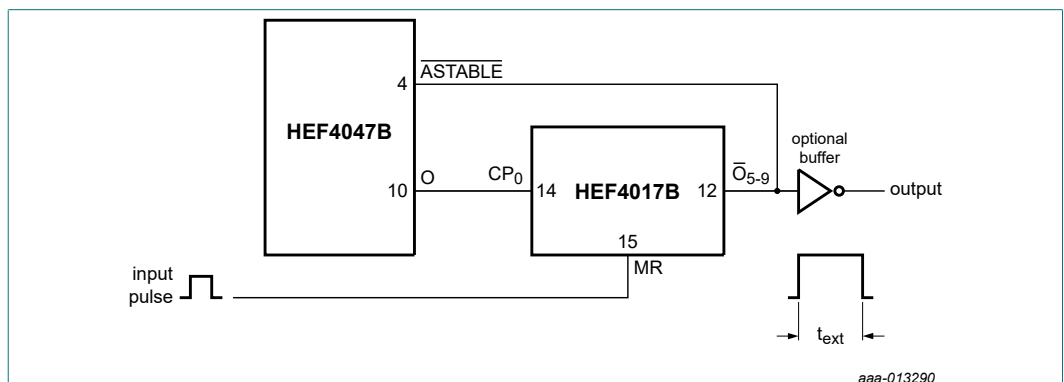 4 ASTABLE
HEF4047B
optional
buffer
10 O
CP0
14
HEF4017B
12
O5-9
output
15
MR
input
pulse
text
aaa-013290